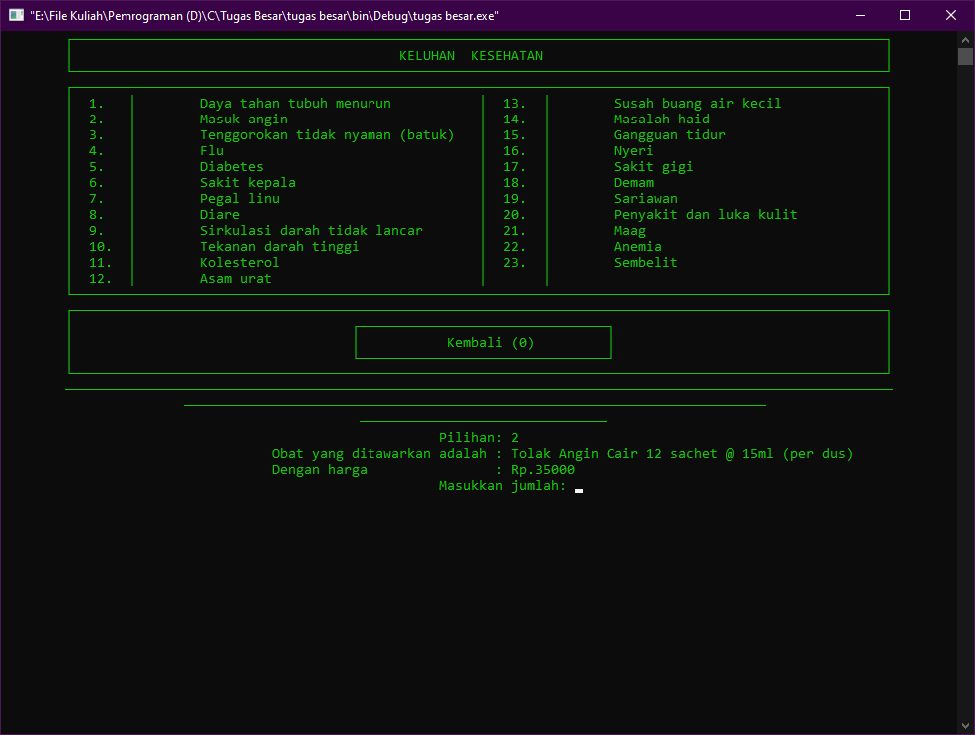 "E:\File Kuliah\Pemrograman (D)\C\Tugas Besar\tugas besar\bin\Debug\tugas besar.exe"
KELUHAN KESEHATAN
1. Daya tahan tubuh menurun
2. Masuk angin
3. Tenggorokan tidak nyaman (batuk)
4. Flu
5. Diabetes
6. Sakit kepala
7. Pegal linu
8. Diare
9. Sirkulasi darah tidak lancar
10. Tekanan darah tinggi
11. Kolesterol
12. Asam urat
13. Susah buang air kecil
14. Masalah haid
15. Gangguan tidur
16. Nyeri
17. Sakit gigi
18. Demam
19. Sariawan
20. Penyakit dan luka kulit
21. Maag
22. Anemia
23. Sembelit
Kembali (0)
Pilihan: 2
Obat yang ditawarkan adalah : Tolak Angin Cair 12 sachet @ 15ml (per dus)
Dengan harga : Rp.35000
Masukkan jumlah: